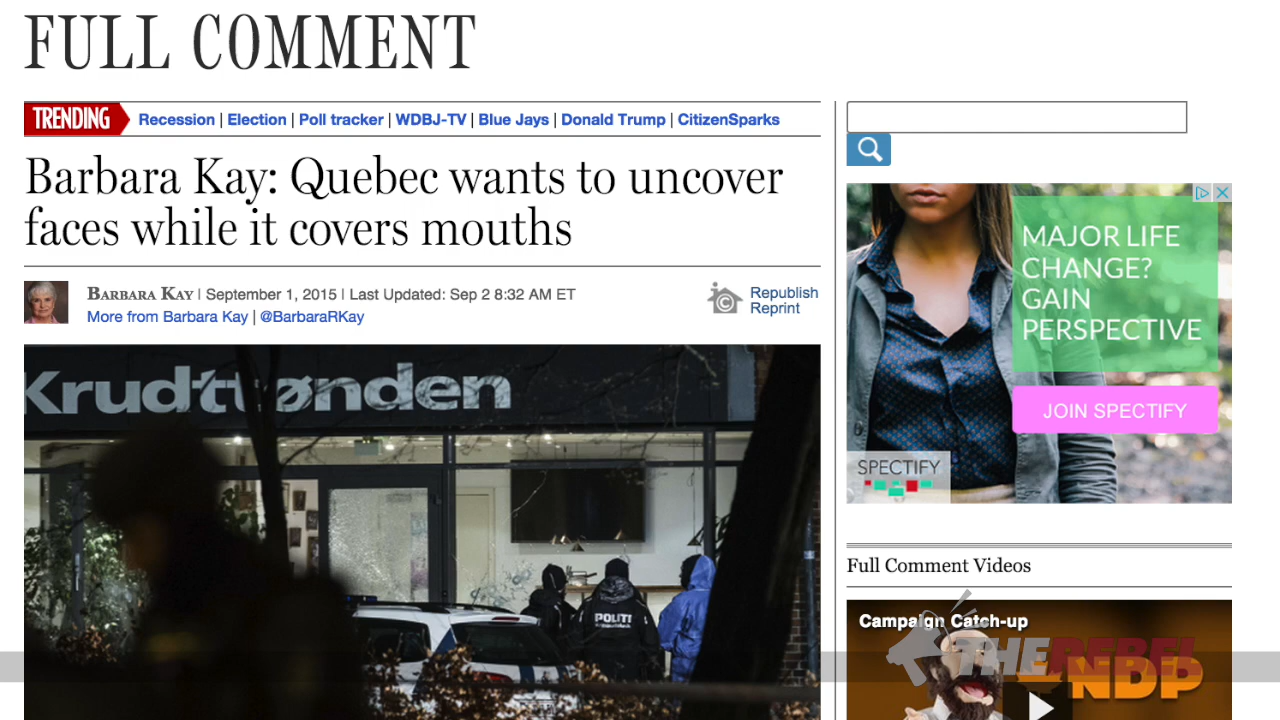 FULL COMMENT
TRENDING
Recession | Election | Poll tracker | WDBJ-TV | Blue Jays | Donald Trump | CitizenSparks
Barbara Kay: Quebec wants to uncover
faces while it covers mouths
BARBARA KAY | September 1, 2015 | Last Updated: Sep 2 8:32 AM ET
More from Barbara Kay | @BarbaraRKay
Republish
Reprint
Krudttønden
POLITI
MAJOR LIFE
CHANGE?
GAIN
PERSPECTIVE
JOIN SPECTIFY
SPECTIFY
Full Comment Videos
Campaign Catch-up
THEREBEL
NDP